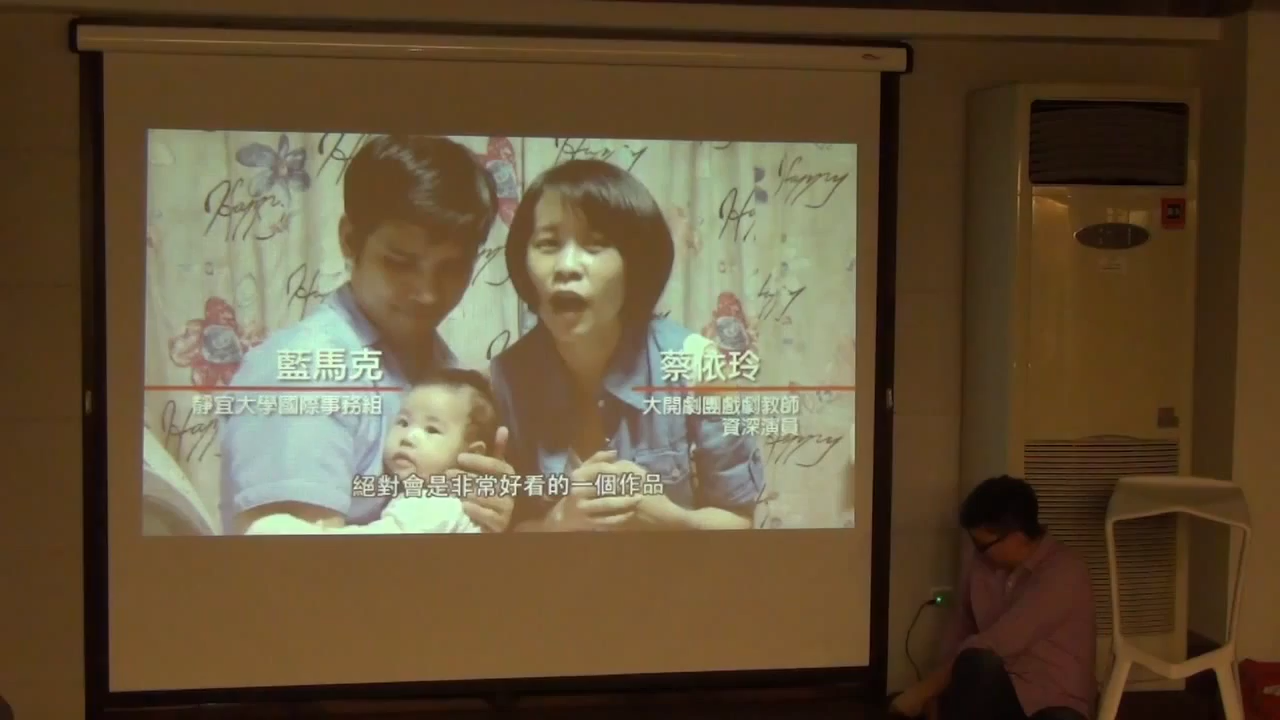 Happy
藍馬克
蔡依玲
靜宜大學國際事務組
大開劇團戲劇教師
資深演員
Happy
絕對會是非常好看的一個作品